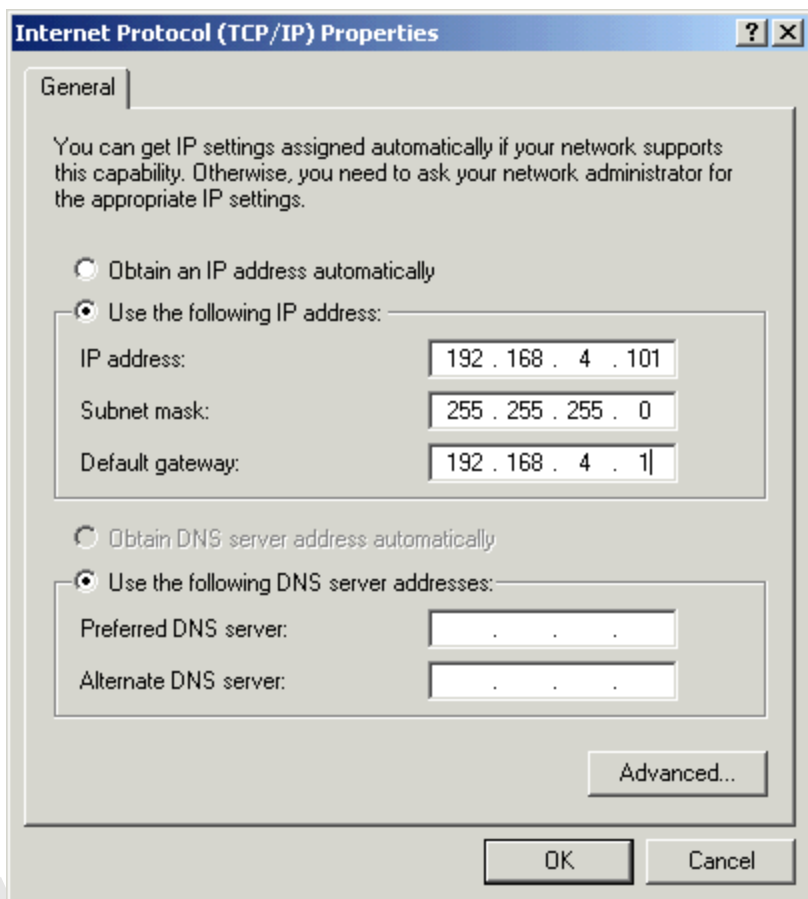 Internet Protocol (TCP/IP) Properties
General
You can get IP settings assigned automatically if your network supports
this capability. Otherwise, you need to ask your network administrator for
the appropriate IP settings.
Obtain an IP address automatically
Use the following IP address:
IP address: 192 . 168 . 4 . 101
Subnet mask: 255 . 255 . 255 . 0
Default gateway: 192 . 168 . 4 . 1
Obtain DNS server address automatically
Use the following DNS server addresses:
Preferred DNS server: . . .
Alternate DNS server: . . .
Advanced...
OK Cancel